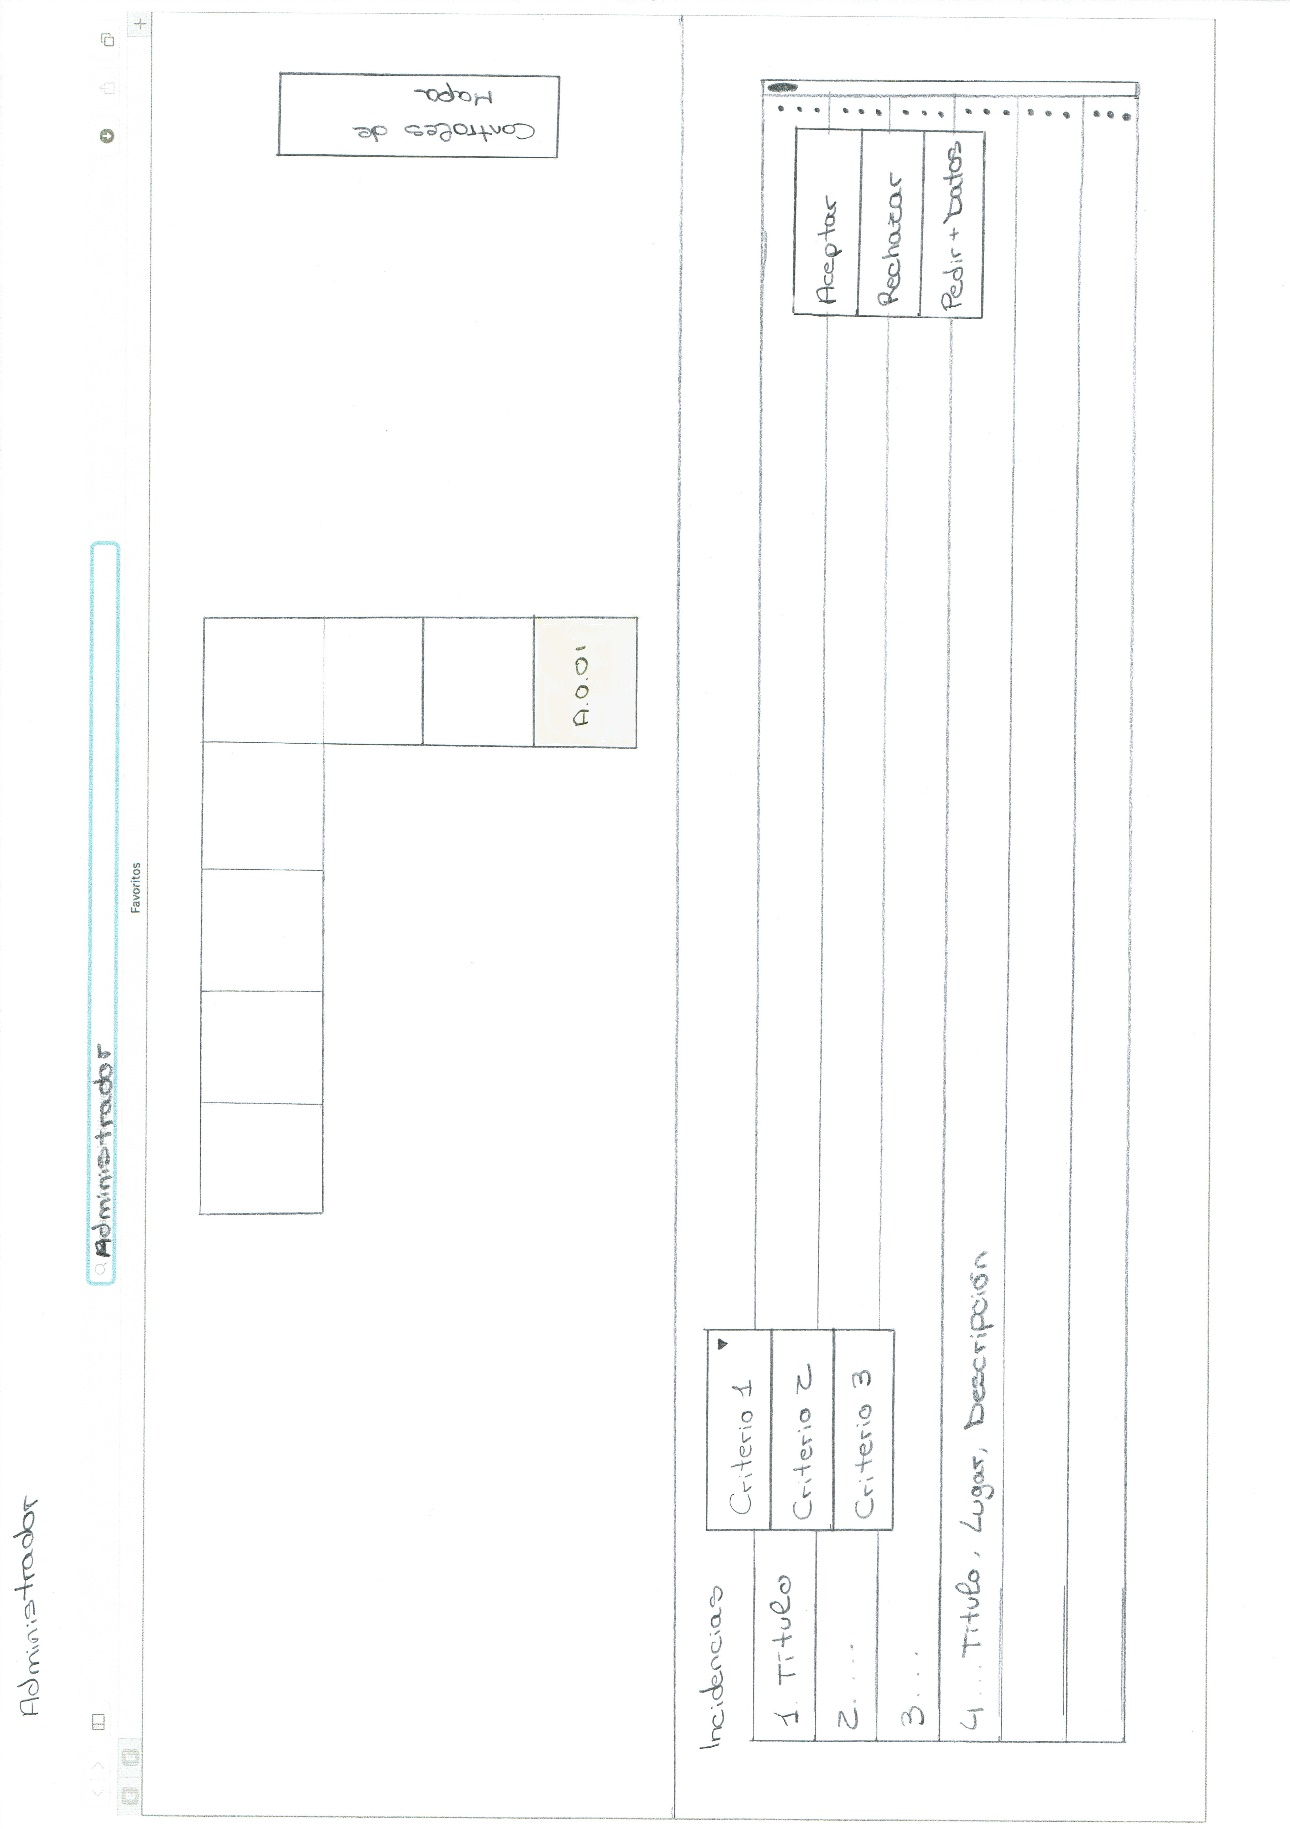 Administrador
Administrador
Favoritos
Controles de
Mapa
A.0.01
Incidencias
Criterio 1
Criterio 2
Criterio 3
1. Titulo
2. ...
3. ...
4... Titulo, Lugar, Descripción
Aceptar
Rechazar
Pedir + Datos